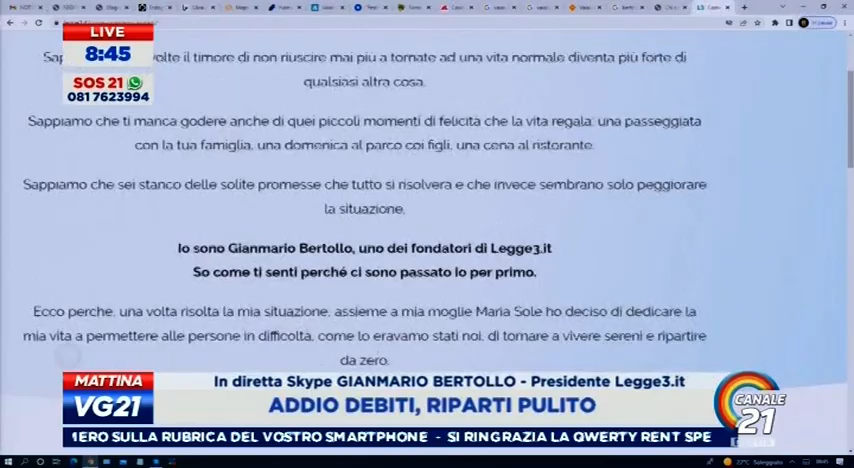 LIVE
8:45
SOS 21
081 7623994
volte il timore di non riuscire mai più a tornate ad una vita normale diventa più forte di
qualsiasi altra cosa.
Sappiamo che ti manca godere anche di quei piccoli momenti di felicità che la vita regala: una passeggiata
con la tua famiglia, una domenica al parco coi figli, una cena al ristorante.
Sappiamo che sei stanco delle solite promesse che tutto si risolverà e che invece sembrano solo peggiorare
la situazione.
Io sono Gianmario Bertollo, uno dei fondatori di Legge3.it
So come ti senti perché ci sono passato io per primo.
Ecco perché, una volta risolta la mia situazione, assieme a mia moglie Maria Sole ho deciso di dedicare la
mia vita a permettere alle persone in difficoltà, come lo eravamo stati noi, di tornare a vivere sereni e ripartire
da zero.
MATTINA
VG21
In diretta Skype GIANMARIO BERTOLLO - Presidente Legge3.it
ADDIO DEBITI, RIPARTI PULITO
CANALE
21
MERO SULLA RUBRICA DEL VOSTRO SMARTPHONE - SI RINGRAZIA LA QWERTY RENT SPE
22°C Soleggiato